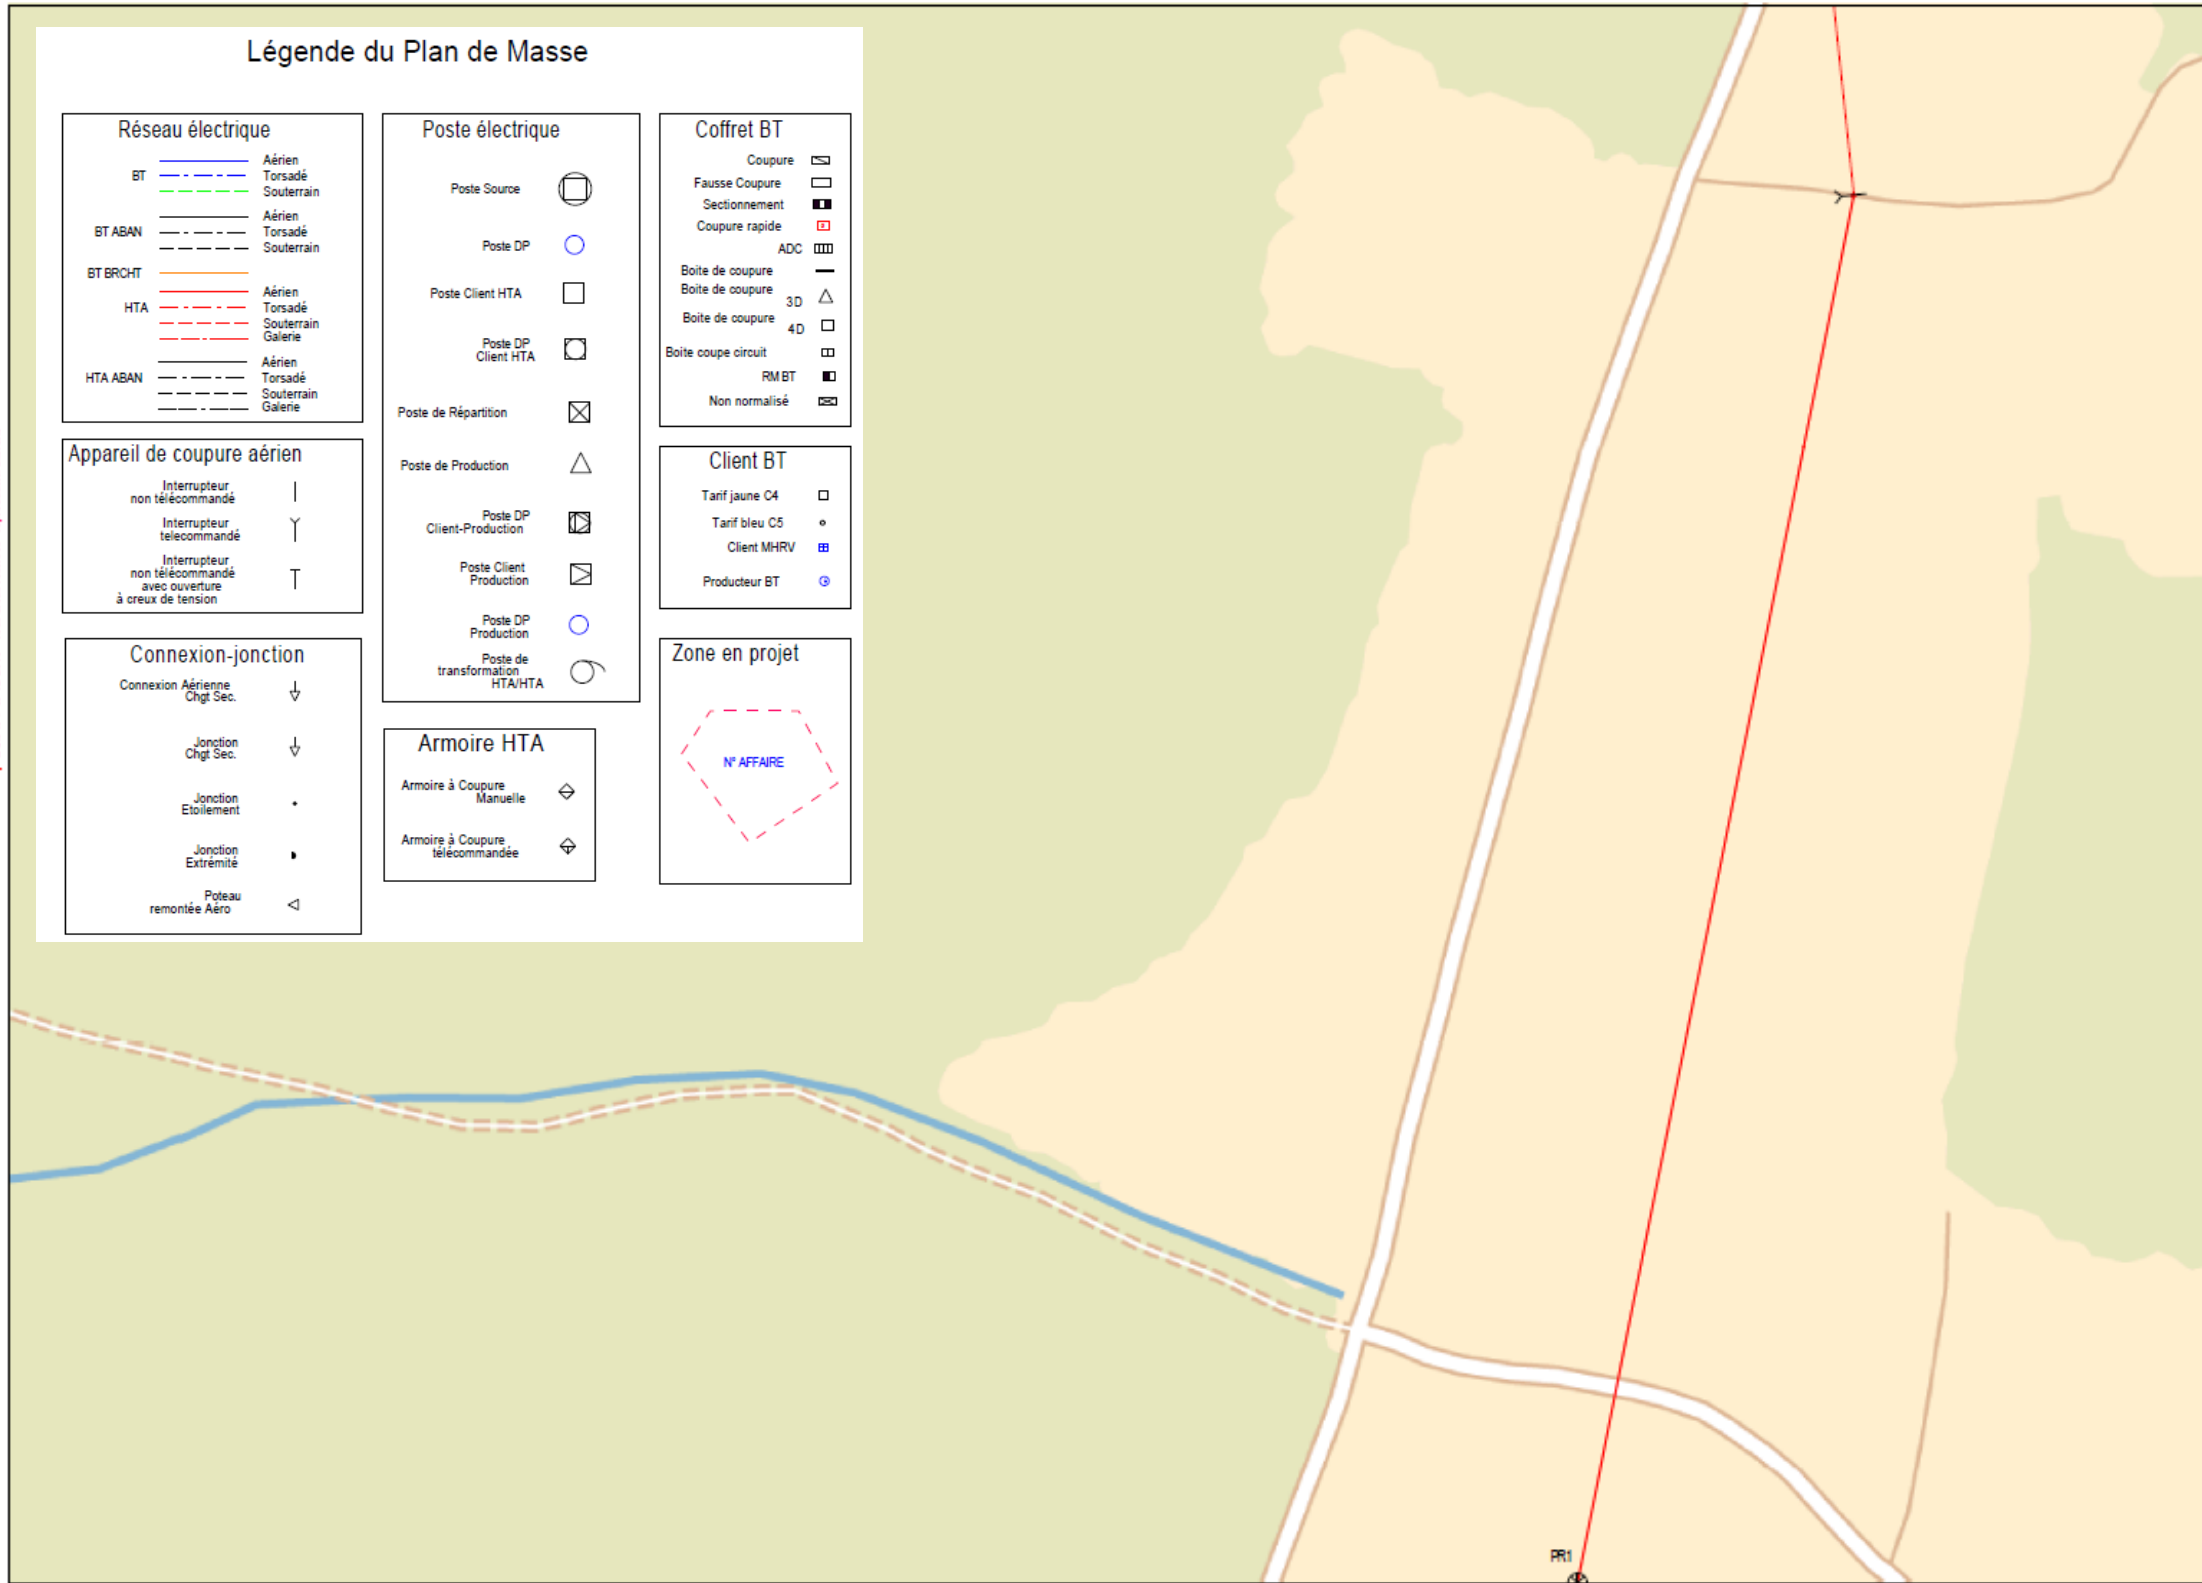 Légende du Plan de Masse
Réseau électrique
Aérien
BT
Torsadé
Souterrain
Aérien
BT ABAN
Torsadé
Souterrain
BT BRCHT
Aérien
HTA
Torsadé
Souterrain
Galerie
Aérien
HTA ABAN
Torsadé
Souterrain
Galerie
Appareil de coupure aérien
Interrupteur
non télécommandé
Interrupteur
telecommandé
Interrupteur
non télécommandé
avec ouverture
à creux de tension
Connexion-jonction
Connexion Aérienne
Chgt Sec.
Jonction
Chgt Sec.
Jonction
Etoilement
Jonction
Extrémité
Poteau
remontée Aéro
Poste électrique
Poste Source
Poste DP
Poste Client HTA
Poste DP
Client HTA
Poste de Répartition
Poste de Production
Poste DP
Client-Production
Poste Client
Production
Poste DP
Production
Poste de
transformation
HTA/HTA
Armoire HTA
Armoire à Coupure
Manuelle
Armoire à Coupure
télécommandée
Coffret BT
Coupure
Fausse Coupure
Sectionnement
Coupure rapide
ADC
Boite de coupure
Boite de coupure
3D
Boite de coupure
4D
Boite coupe circuit
RM BT
Non normalisé
Client BT
Tarif jaune C4
Tarif bleu C5
Client MHRV
Producteur BT
Zone en projet
N° AFFAIRE
PR1